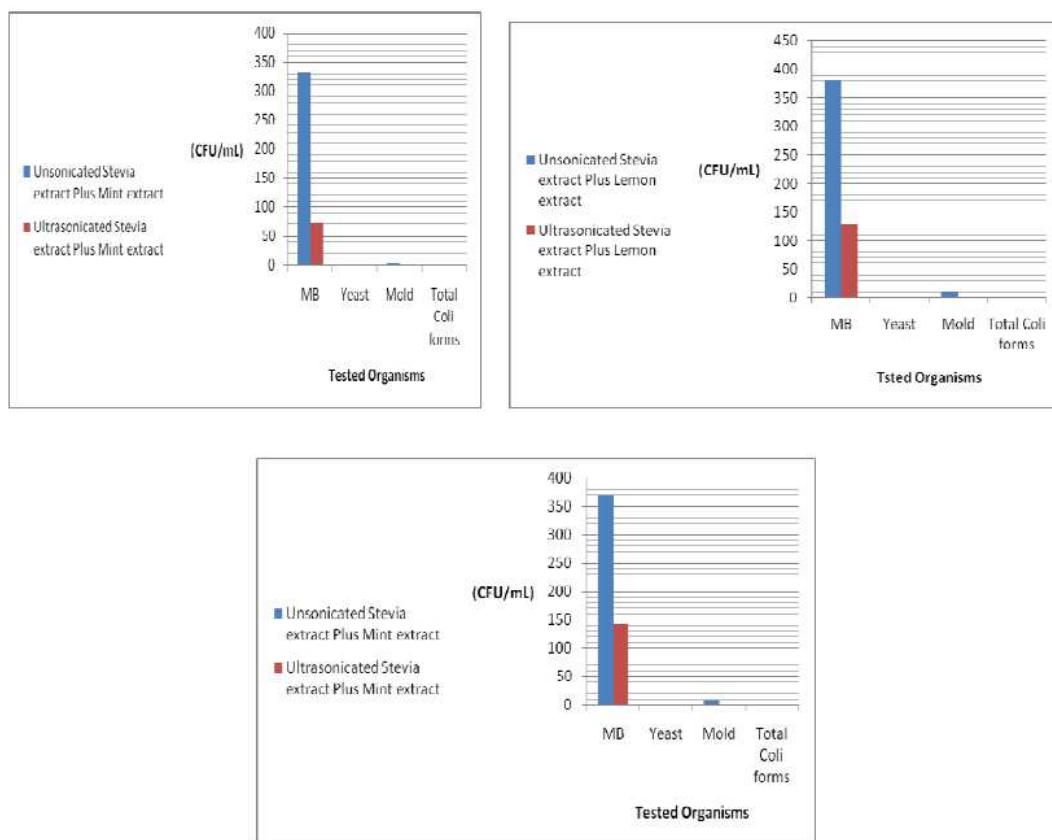 400
350
300
250
200
150
100
50
0
(CFU/mL)
Unsonicated Stevia
extract Plus Mint extract
Ultrasonicated Stevia
extract Plus Mint extract
MB Yeast Mold Total
Coli
forms
Tested Organisms
450
400
350
300
250
200
150
100
50
0
(CFU/mL)
Unsonicated Stevia
extract Plus Lemon
extract
Ultrasonicated Stevia
extract Plus Lemon
extract
MB Yeast Mold Total Coli
forms
Tsted Organisms
400
350
300
250
200
150
100
50
0
(CFU/mL)
Unsonicated Stevia
extract Plus Mint extract
Ultrasonicated Stevia
extract Plus Mint extract
MB Yeast Mold Total
Coli
forms
Tested Organisms